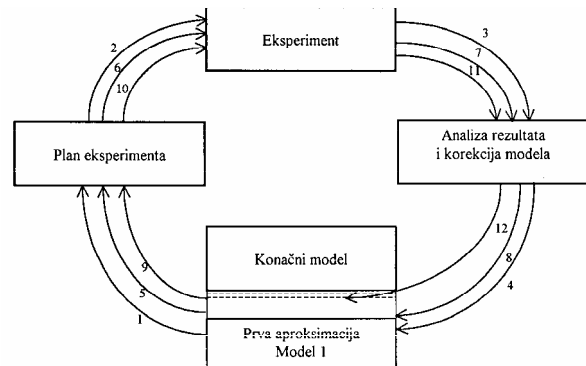 Eksperiment
2
6
10
3
7
11
Plan eksperimenta
Analiza rezultata
i korekcija modela
Konačni model
9
5
1
12
8
4
Prva aproksimacija
Model 1